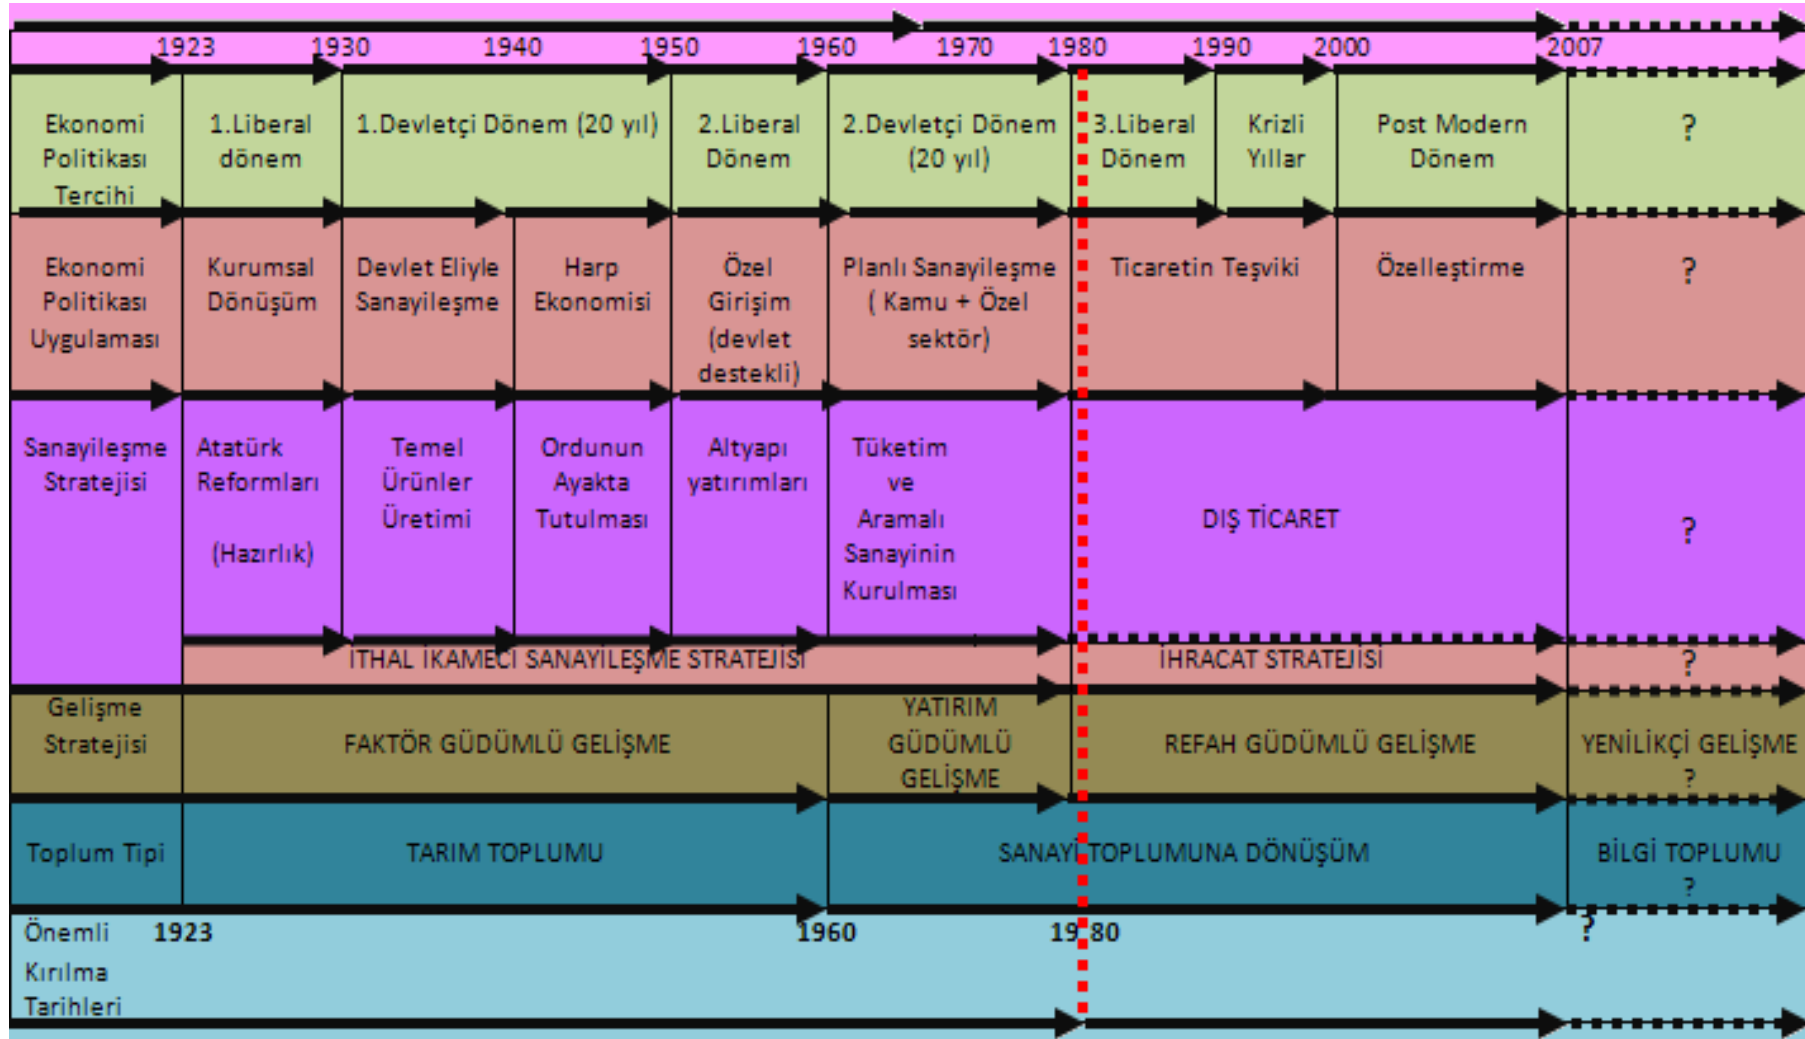 1923 1930 1940 1950 1960 1970 1980 1990 2000 2007
Ekonomi
Politikası
Tercihi
1.Liberal
dönem
1.Devletçi Dönem (20 yıl)
2.Liberal
Dönem
2.Devletçi Dönem
(20 yıl)
3.Liberal
Dönem
Krizli
Yıllar
Post Modern
Dönem
?
Ekonomi
Politikası
Uygulaması
Kurumsal
Dönüşüm
Devlet Eliyle
Sanayileşme
Harp
Ekonomisi
Özel
Girişim
(devlet
destekli)
Planlı Sanayileşme
( Kamu + Özel
sektör)
Ticaretin Teşviki
Özelleştirme
?
Sanayileşme
Stratejisi
Atatürk
Reformları
(Hazırlık)
Temel
Ürünler
Üretimi
Ordunun
Ayakta
Tutulması
Altyapı
yatırımları
Tüketim
ve
Aramalı
Sanayinin
Kurulması
DIŞ TİCARET
?
İTHAL İKAMECİ SANAYİLEŞME STRATEJİSİ
İHRACAT STRATEJİSİ
?
Gelişme
Stratejisi
FAKTÖR GÜDÜMLÜ GELİŞME
YATIRIM
GÜDÜMLÜ
GELİŞME
REFAH GÜDÜMLÜ GELİŞME
YENİLİKÇİ GELİŞME
?
Toplum Tipi
TARIM TOPLUMU
SANAYİ TOPLUMUNA DÖNÜŞÜM
BİLGİ TOPLUMU
?
Önemli
Kırılma
Tarihleri
1923
1960
1980
?